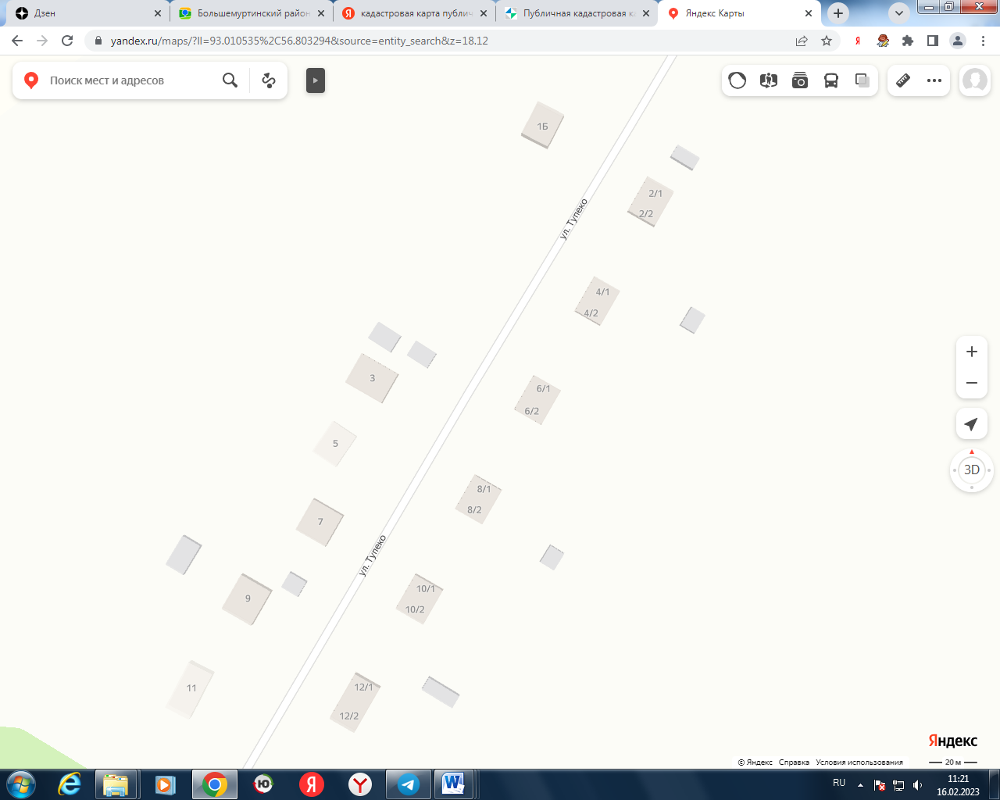 Дзен
Большемуртинский район
кадастровая карта публич
Публичная кадастровая ка
Яндекс Карты
yandex.ru/maps/?ll=93.010535%2C56.803294&source=entity_search&z=18.12
Поиск мест и адресов
1Б
2/1
2/2
ул. Тупеко
4/1
4/2
3
6/1
6/2
5
3D
8/1
8/2
7
ул. Тупеко
9
10/1
10/2
11
12/1
12/2
Яндекс
© Яндекс Справка Условия использования
20 м
RU
11:21
16.02.2023